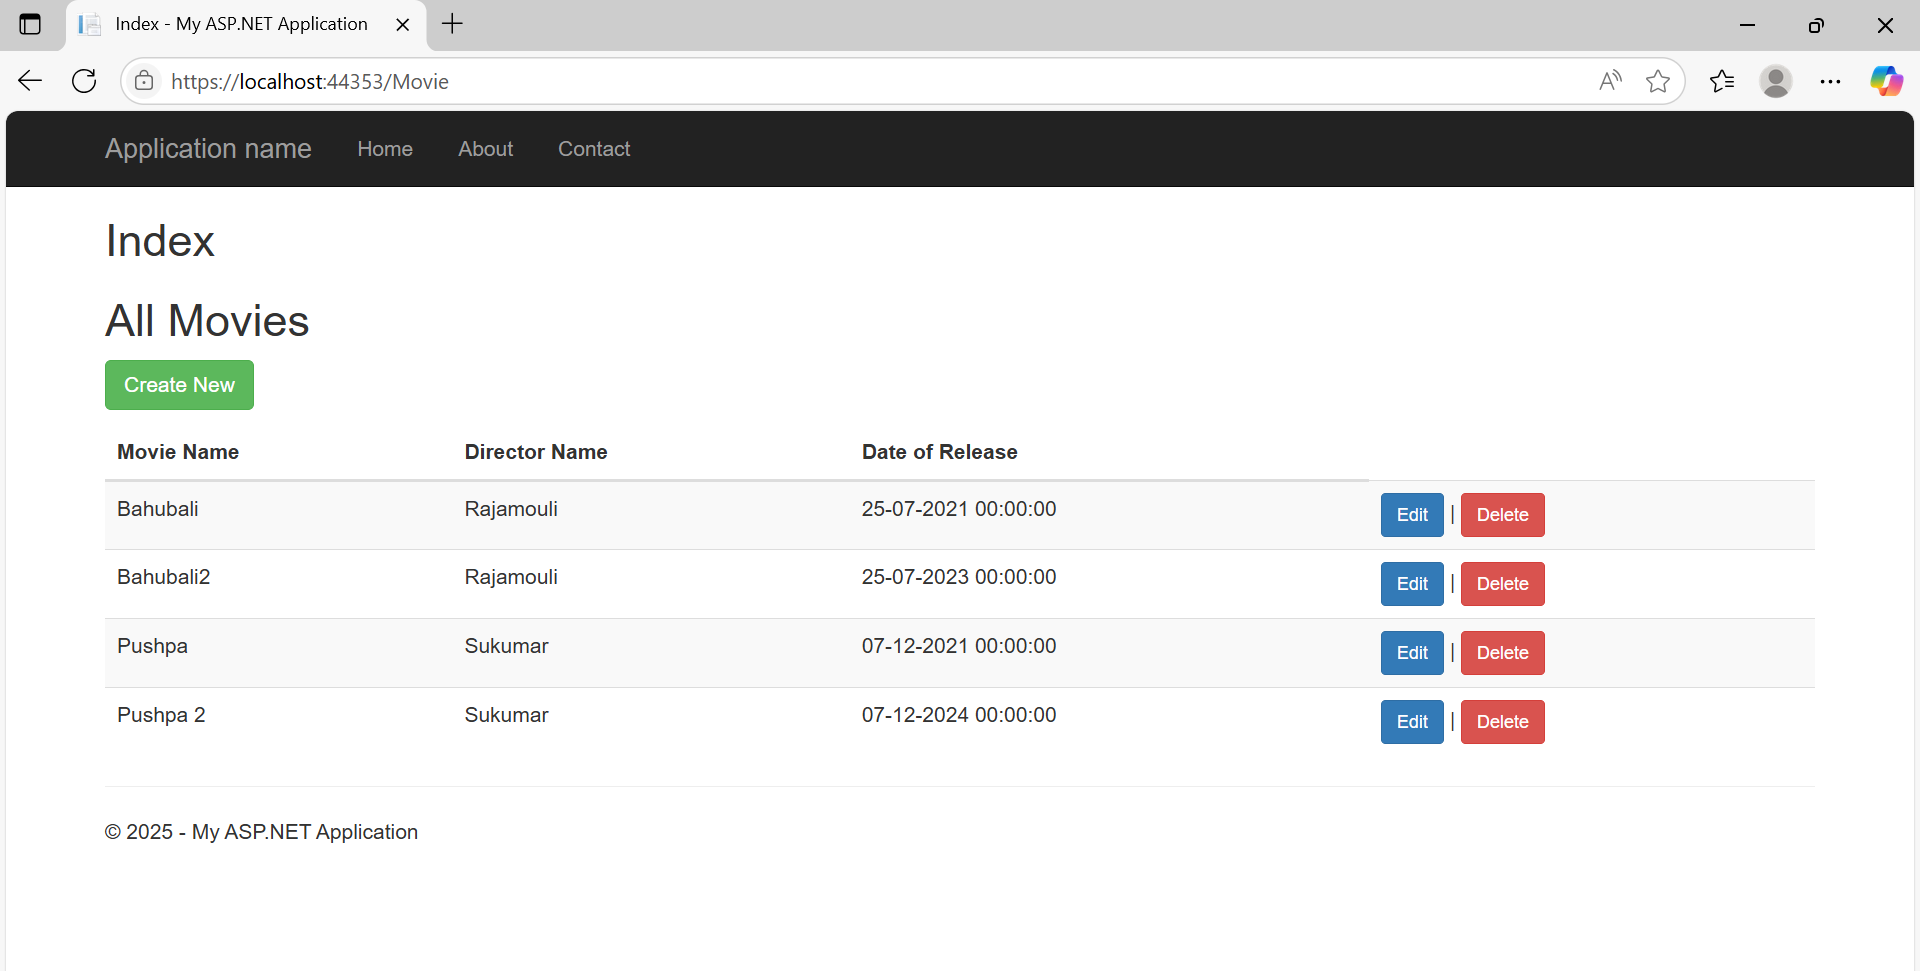 Index - My ASP.NET Application
https://localhost:44353/Movie
Application name Home About Contact
Index
All Movies
Create New
Movie Name Director Name Date of Release
Bahubali Rajamouli 25-07-2021 00:00:00 Edit | Delete
Bahubali2 Rajamouli 25-07-2023 00:00:00 Edit | Delete
Pushpa Sukumar 07-12-2021 00:00:00 Edit | Delete
Pushpa 2 Sukumar 07-12-2024 00:00:00 Edit | Delete
© 2025 - My ASP.NET Application